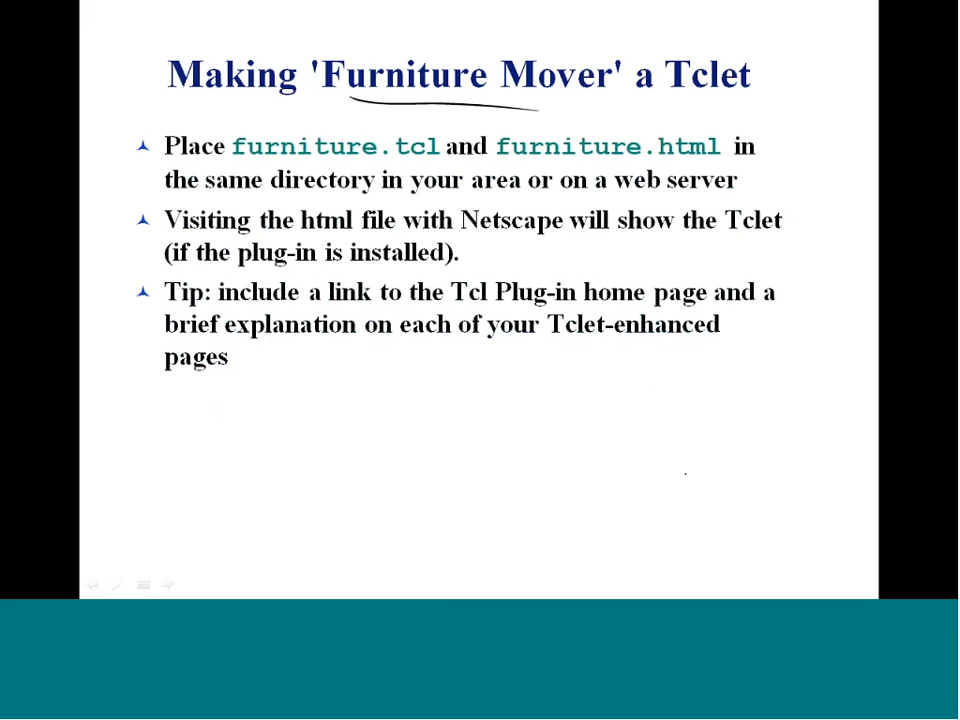 Making 'Furniture Mover' a Tclet
Place furniture.tcl and furniture.html in
the same directory in your area or on a web server
Visiting the html file with Netscape will show the Tclet
(if the plug-in is installed).
Tip: include a link to the Tcl Plug-in home page and a
brief explanation on each of your Tclet-enhanced
pages